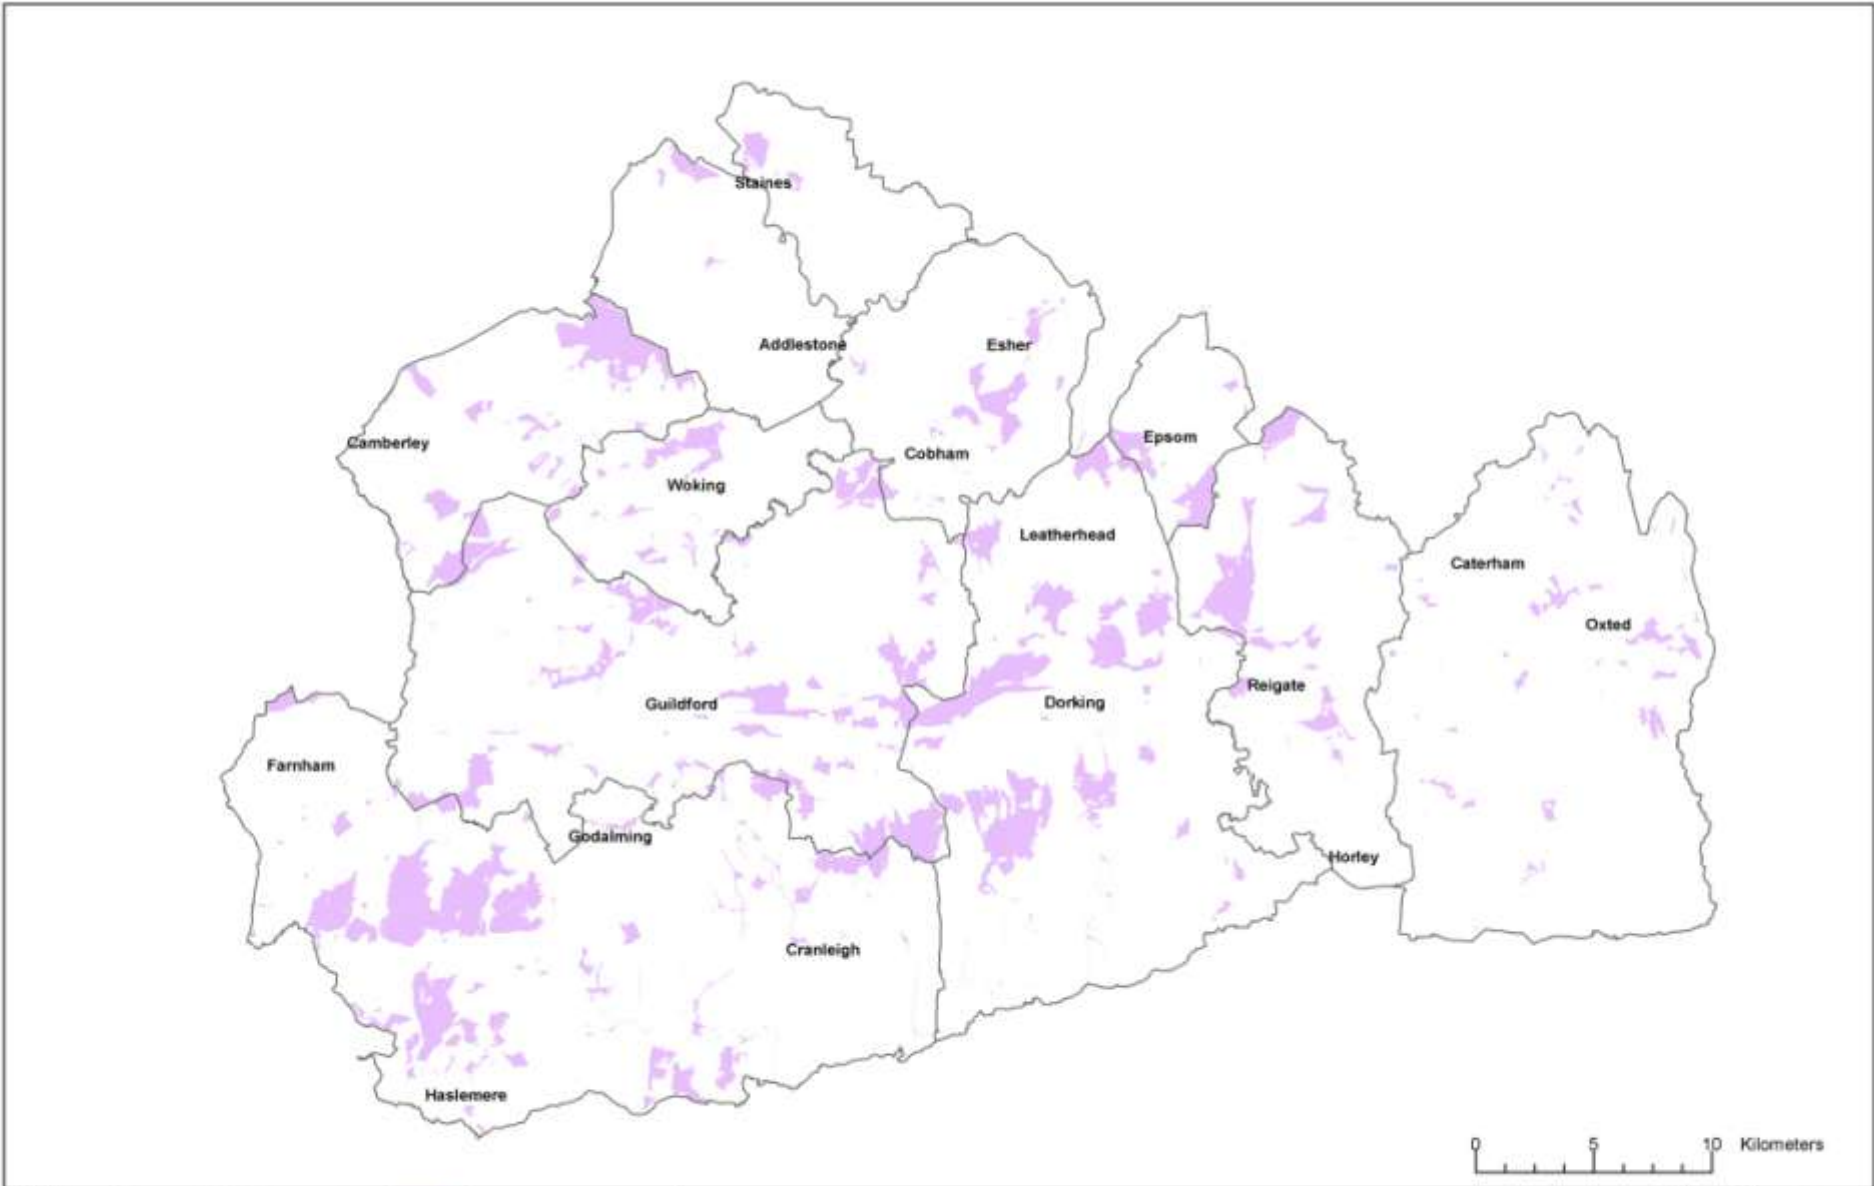 Staines
Addlestone
Esher
Camberley
Epsom
Cobham
Woking
Leatherhead
Caterham
Oxted
Reigate
Guildford
Dorking
Farnham
Godalming
Horley
Cranleigh
Haslemere
0 5 10 Kilometers